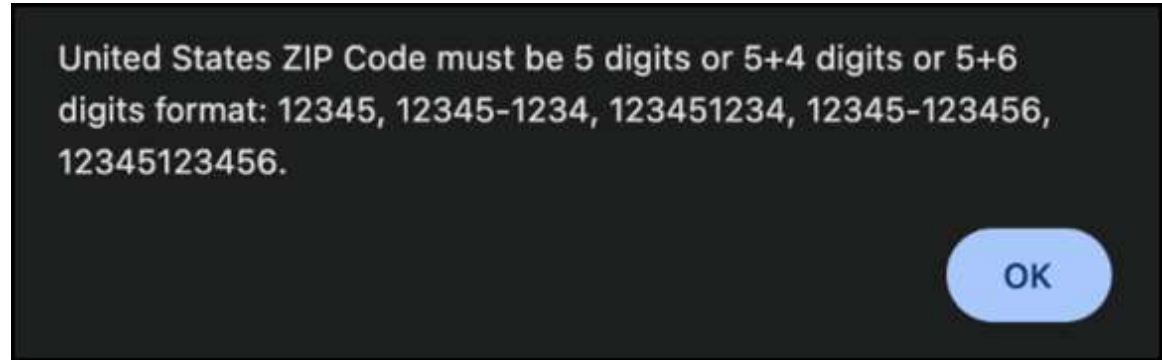 United States ZIP Code must be 5 digits or 5+4 digits or 5+6
digits format: 12345, 12345-1234, 123451234, 12345-123456,
12345123456.
OK